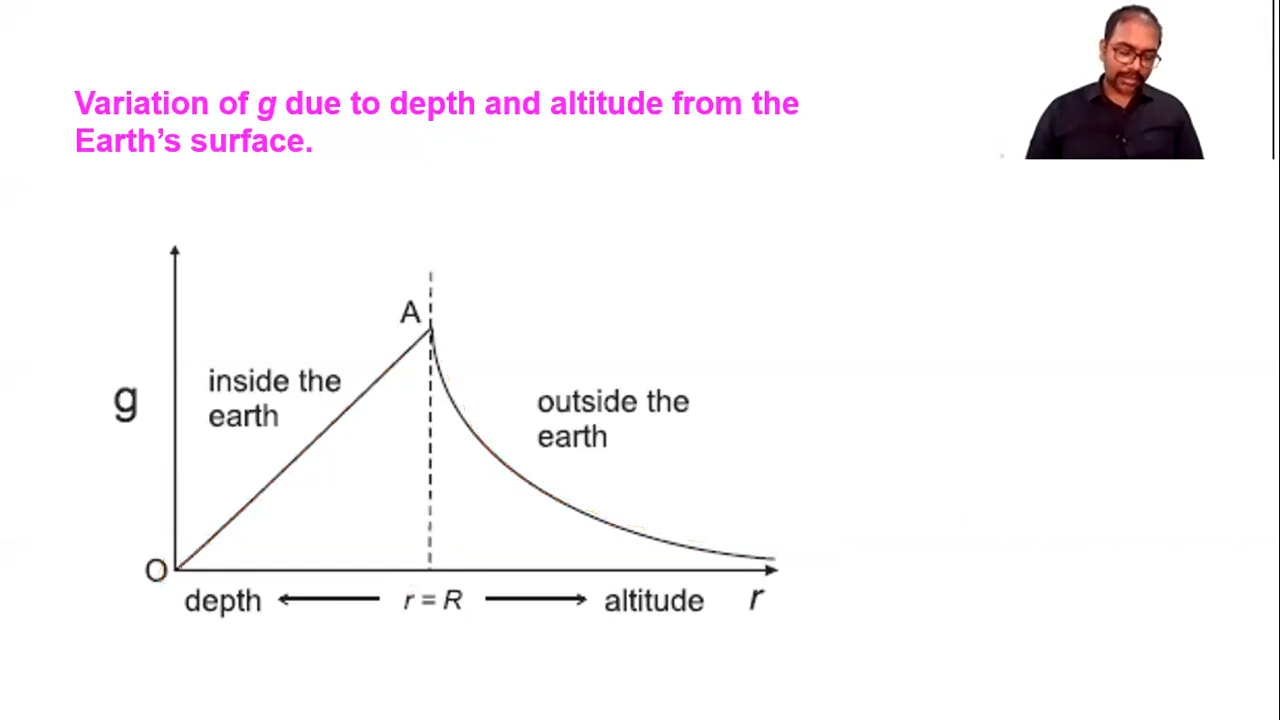 Variation of g due to depth and altitude from the
Earth’s surface.
A
inside the
earth
g
outside the
earth
O
depth
r = R
altitude
r